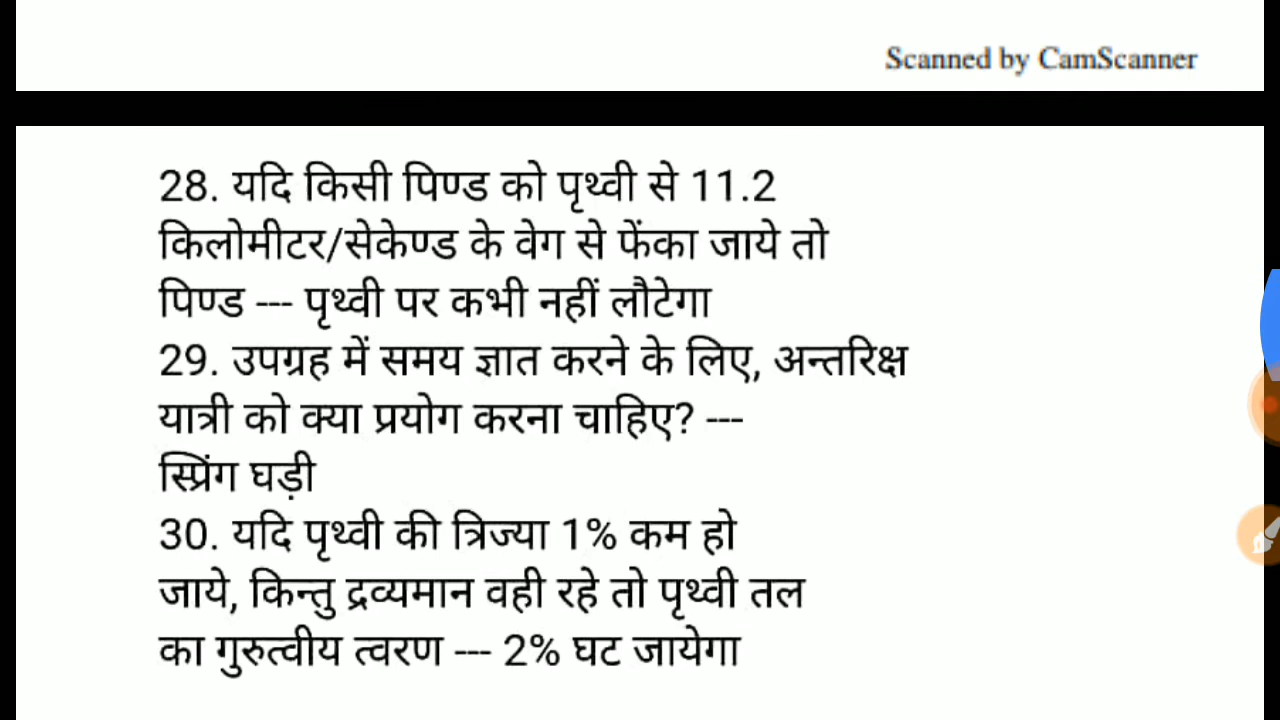 Scanned by CamScanner
28. यदि किसी पिण्ड को पृथ्वी से 11.2
किलोमीटर/सेकेण्ड के वेग से फेंका जाये तो
पिण्ड --- पृथ्वी पर कभी नहीं लौटेगा
29. उपग्रह में समय ज्ञात करने के लिए, अन्तरिक्ष
यात्री को क्या प्रयोग करना चाहिए? ---
स्प्रिंग घड़ी
30. यदि पृथ्वी की त्रिज्या 1% कम हो
जाये, किन्तु द्रव्यमान वही रहे तो पृथ्वी तल
का गुरुत्वीय त्वरण --- 2% घट जायेगा